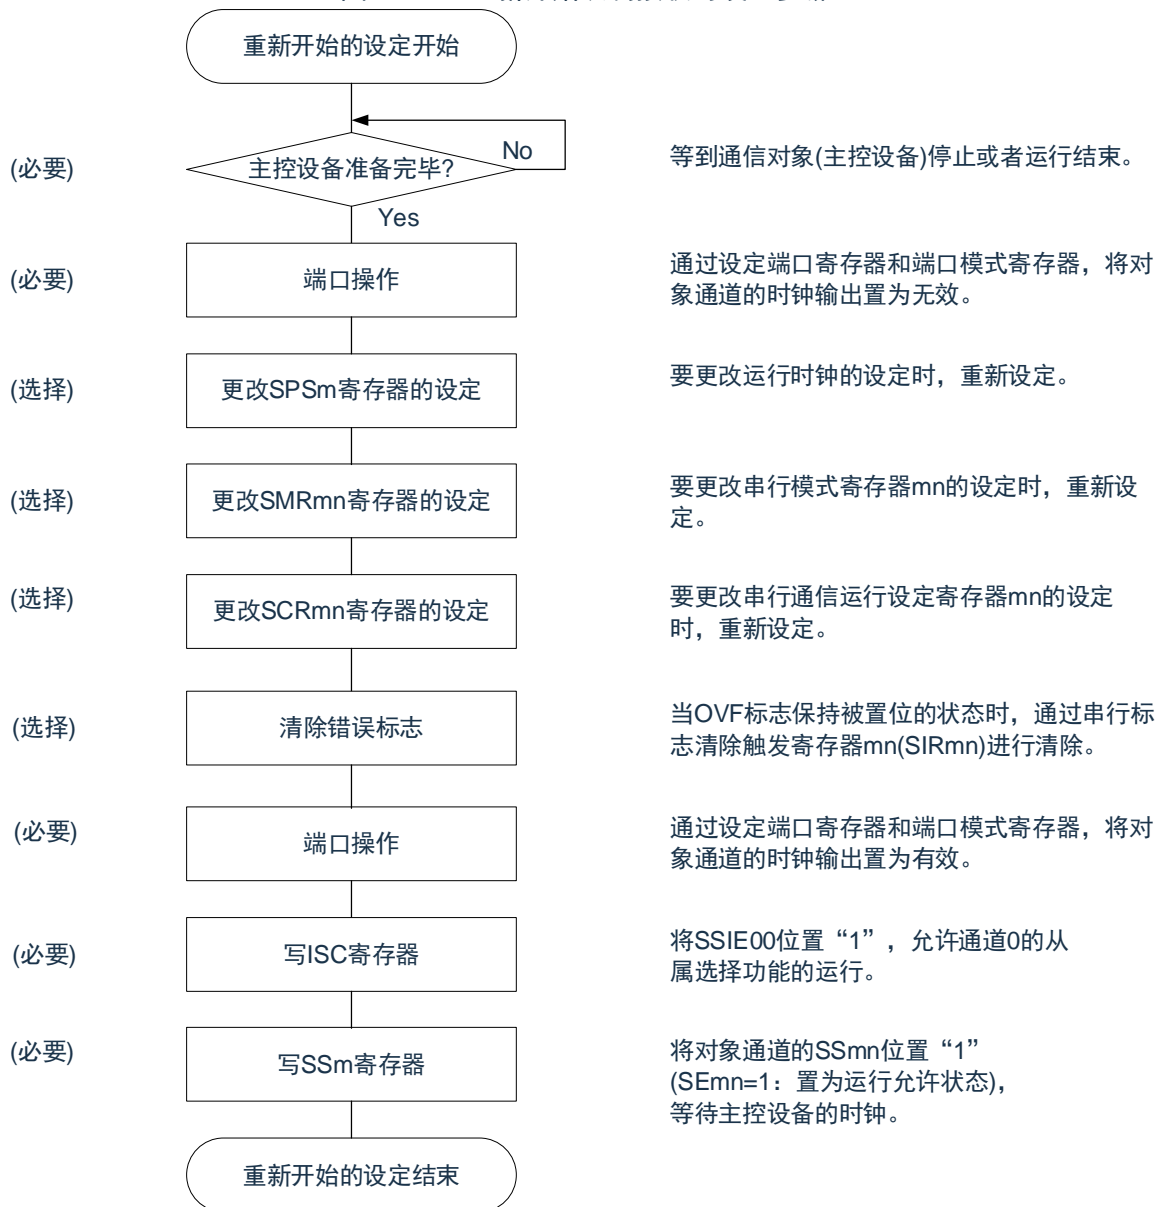 重新开始的设定开始
(必要)
主控设备准备完毕?
No
等到通信对象(主控设备)停止或者运行结束。
Yes
(必要)
端口操作
通过设定端口寄存器和端口模式寄存器，将对
象通道的时钟输出置为无效。
(选择)
更改SPSm寄存器的设定
要更改运行时钟的设定时，重新设定。
(选择)
更改SMRmn寄存器的设定
要更改串行模式寄存器mn的设定时，重新设
定。
(选择)
更改SCRmn寄存器的设定
要更改串行通信运行设定寄存器mn的设定
时，重新设定。
(选择)
清除错误标志
当OVF标志保持被置位的状态时，通过串行标
志清除触发寄存器mn(SIRmn)进行清除。
(必要)
端口操作
通过设定端口寄存器和端口模式寄存器，将对
象通道的时钟输出置为有效。
(必要)
写ISC寄存器
将SSIE00位置“1”，允许通道0的从
属选择功能的运行。
(必要)
写SSm寄存器
将对象通道的SSmn位置“1”
(SEmn=1：置为运行允许状态)，
等待主控设备的时钟。
重新开始的设定结束